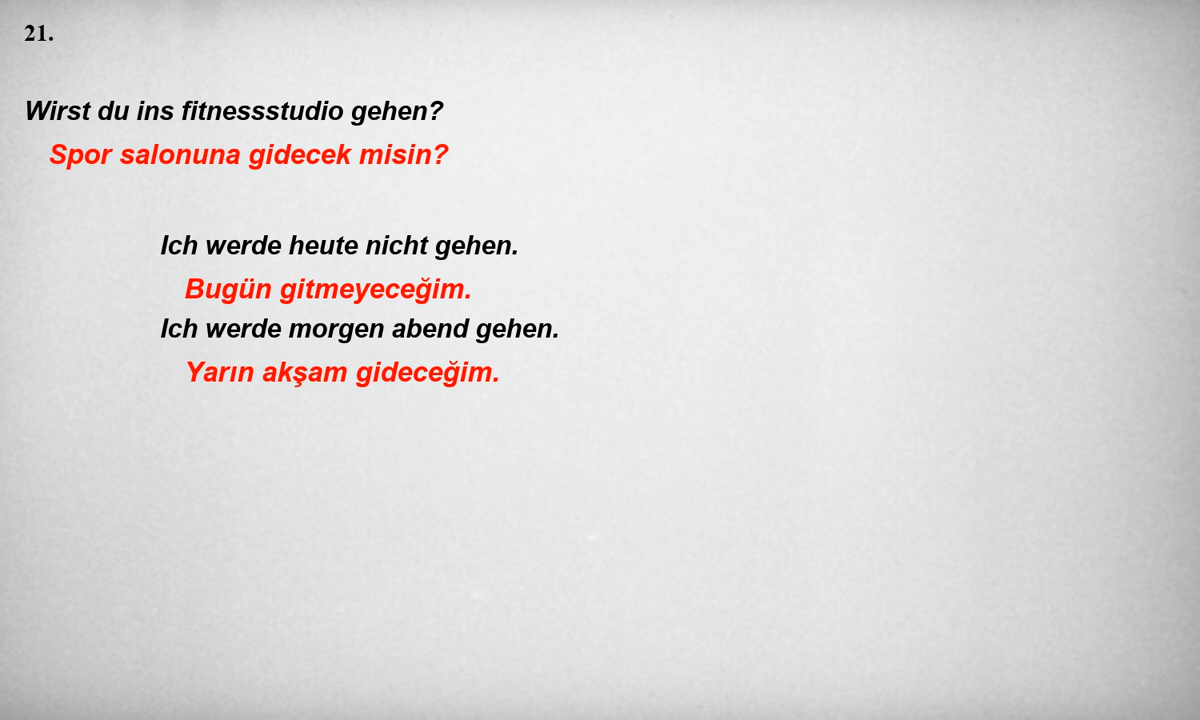 21.
Wirst du ins fitnessstudio gehen?
Spor salonuna gidecek misin?
Ich werde heute nicht gehen.
Bugün gitmeyeceğim.
Ich werde morgen abend gehen.
Yarın akşam gideceğim.